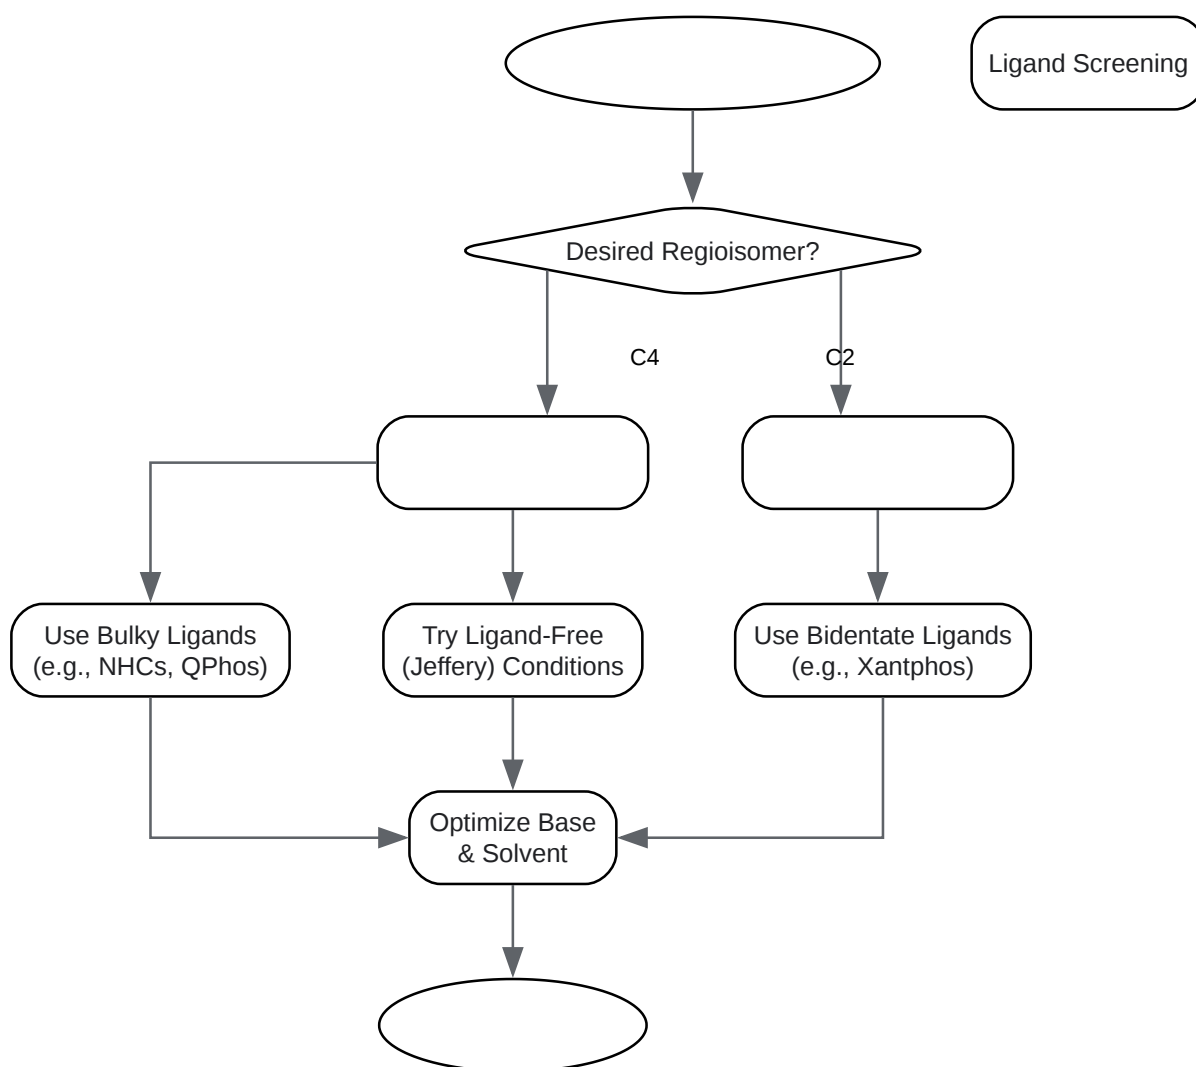 Ligand Screening
Desired Regioisomer?
C4
C2
Use Bulky Ligands
(e.g., NHCs, QPhos)
Try Ligand-Free
(Jeffery) Conditions
Use Bidentate Ligands
(e.g., Xantphos)
Optimize Base
& Solvent